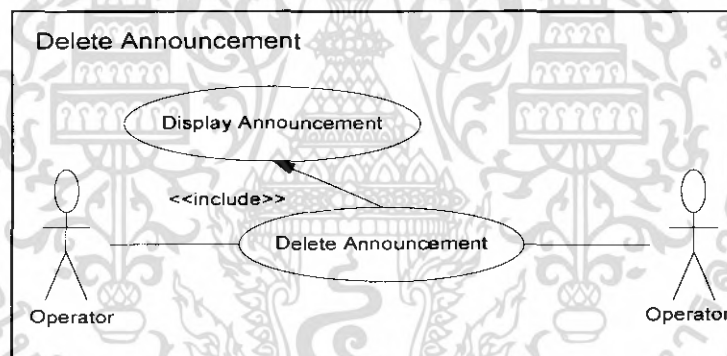 Delete Announcement
Display Announcement
<<include>>
Delete Announcement
Operator
Operator